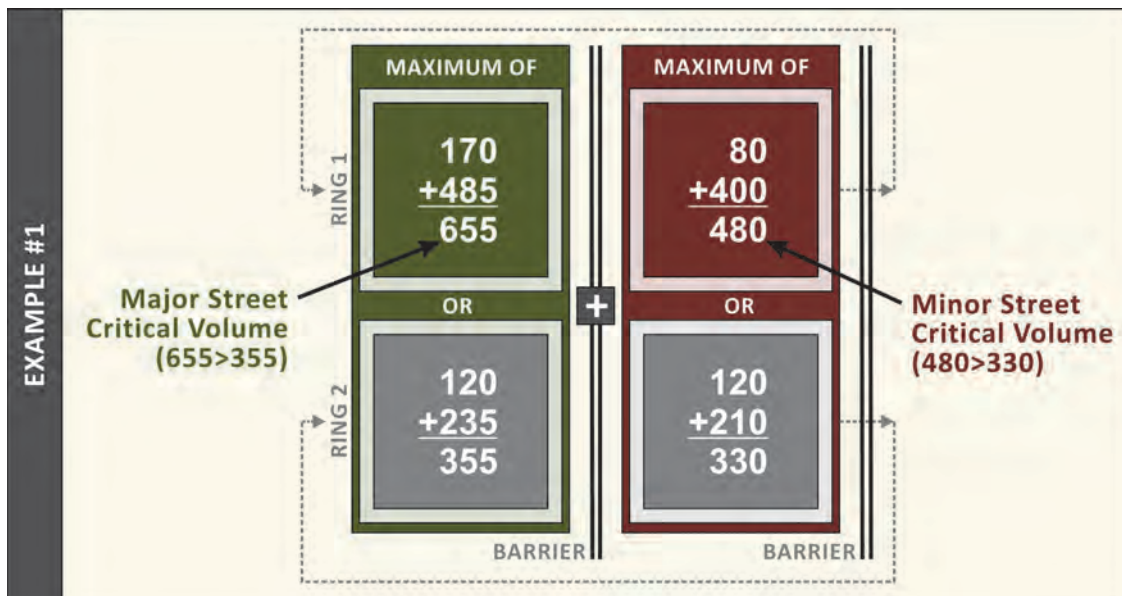 EXAMPLE #1
RING 1
MAXIMUM OF
170
+485
655
OR
RING 2
120
+235
355
BARRIER
+
MAXIMUM OF
80
+400
480
OR
120
+210
330
BARRIER
Major Street
Critical Volume
(655>355)
Minor Street
Critical Volume
(480>330)